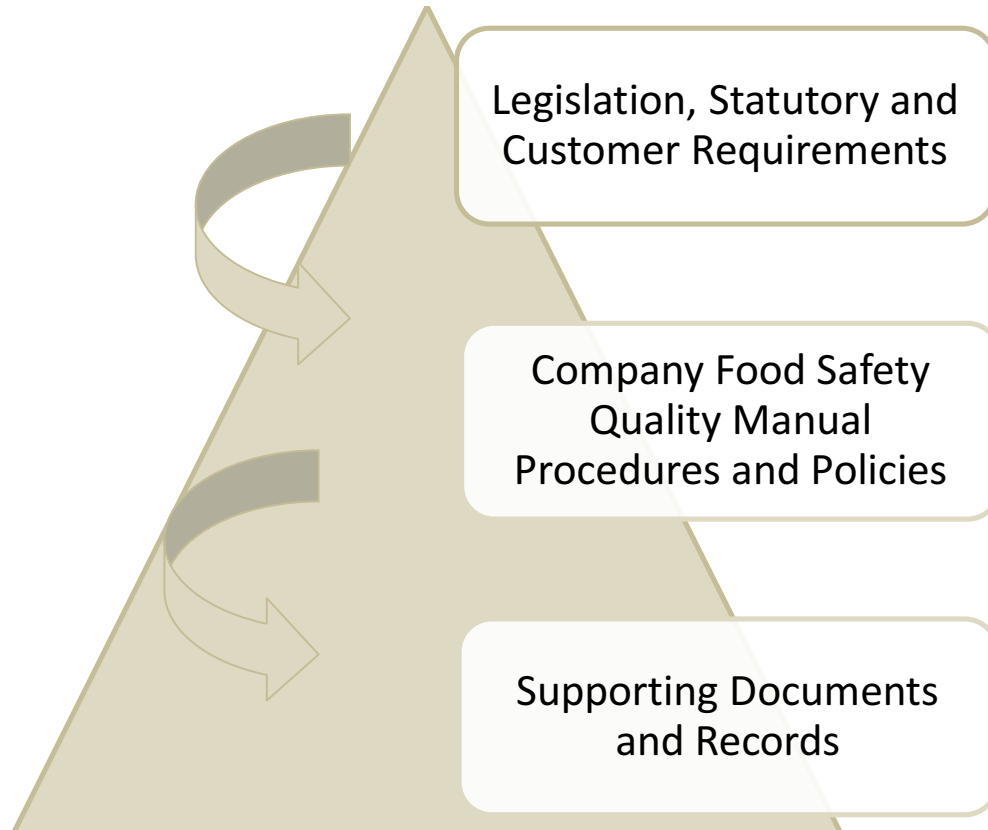 Legislation, Statutory and
Customer Requirements
Company Food Safety
Quality Manual
Procedures and Policies
Supporting Documents
and Records